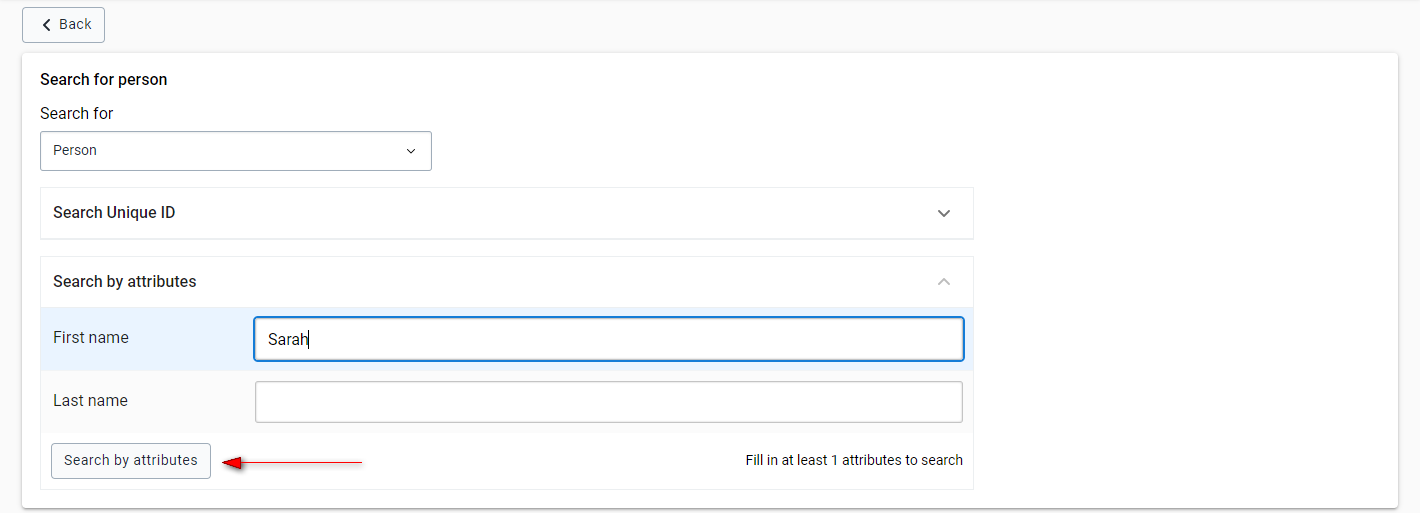 Back
Search for person
Search for
Person
Search Unique ID
Search by attributes
First name
Sarah
Last name
Search by attributes
Fill in at least 1 attributes to search